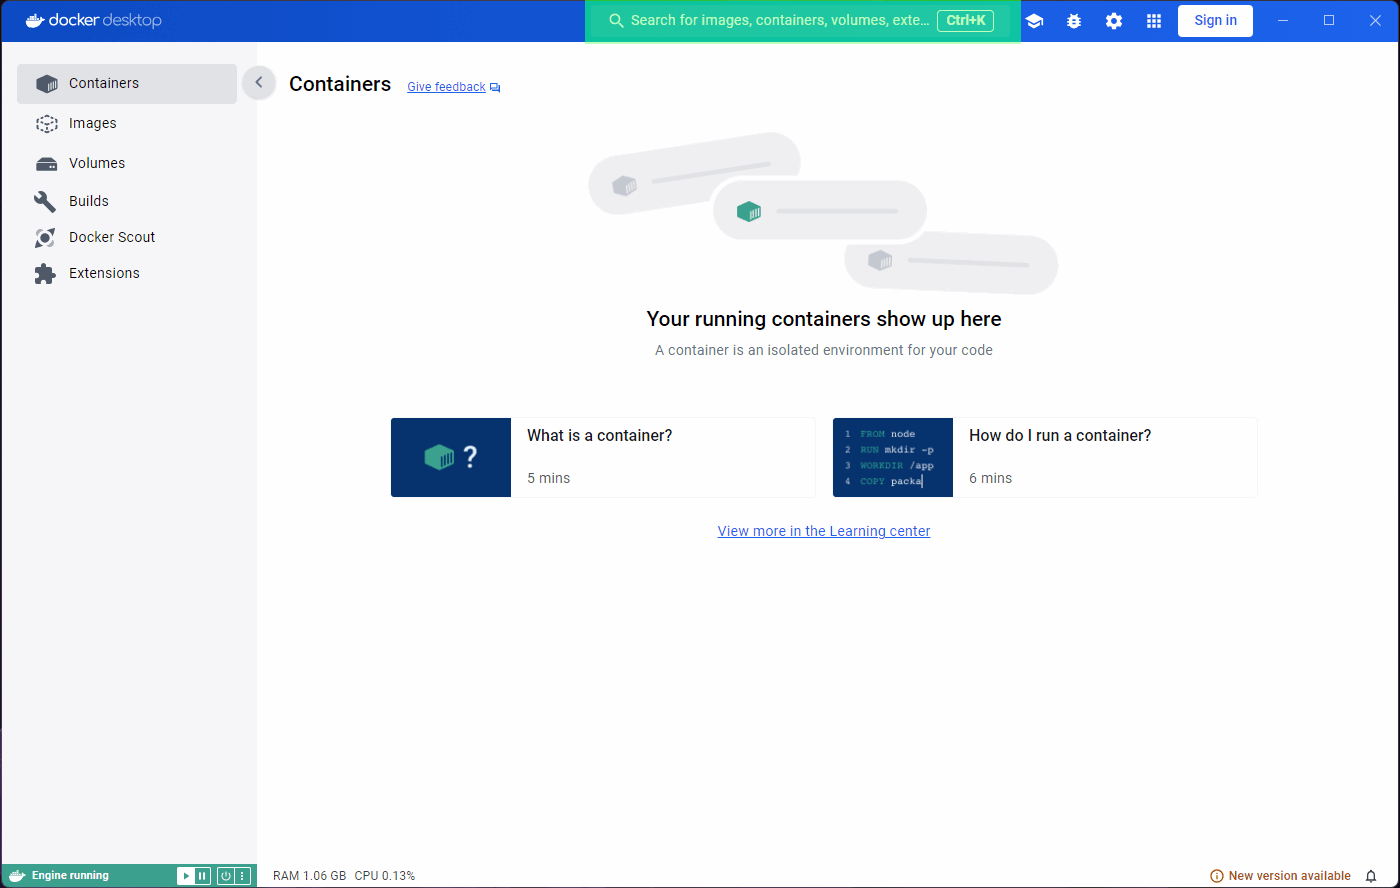 docker desktop
Search for images, containers, volumes, exte... Ctrl+K
Sign in
Containers
Images
Volumes
Builds
Docker Scout
Extensions
Containers Give feedback
Your running containers show up here
A container is an isolated environment for your code
?
What is a container?
5 mins
1 FROM node
2 RUN mkdir -p
3 WORKDIR /app
4 COPY packa
How do I run a container?
6 mins
View more in the Learning center
Engine running
RAM 1.06 GB CPU 0.13%
New version available